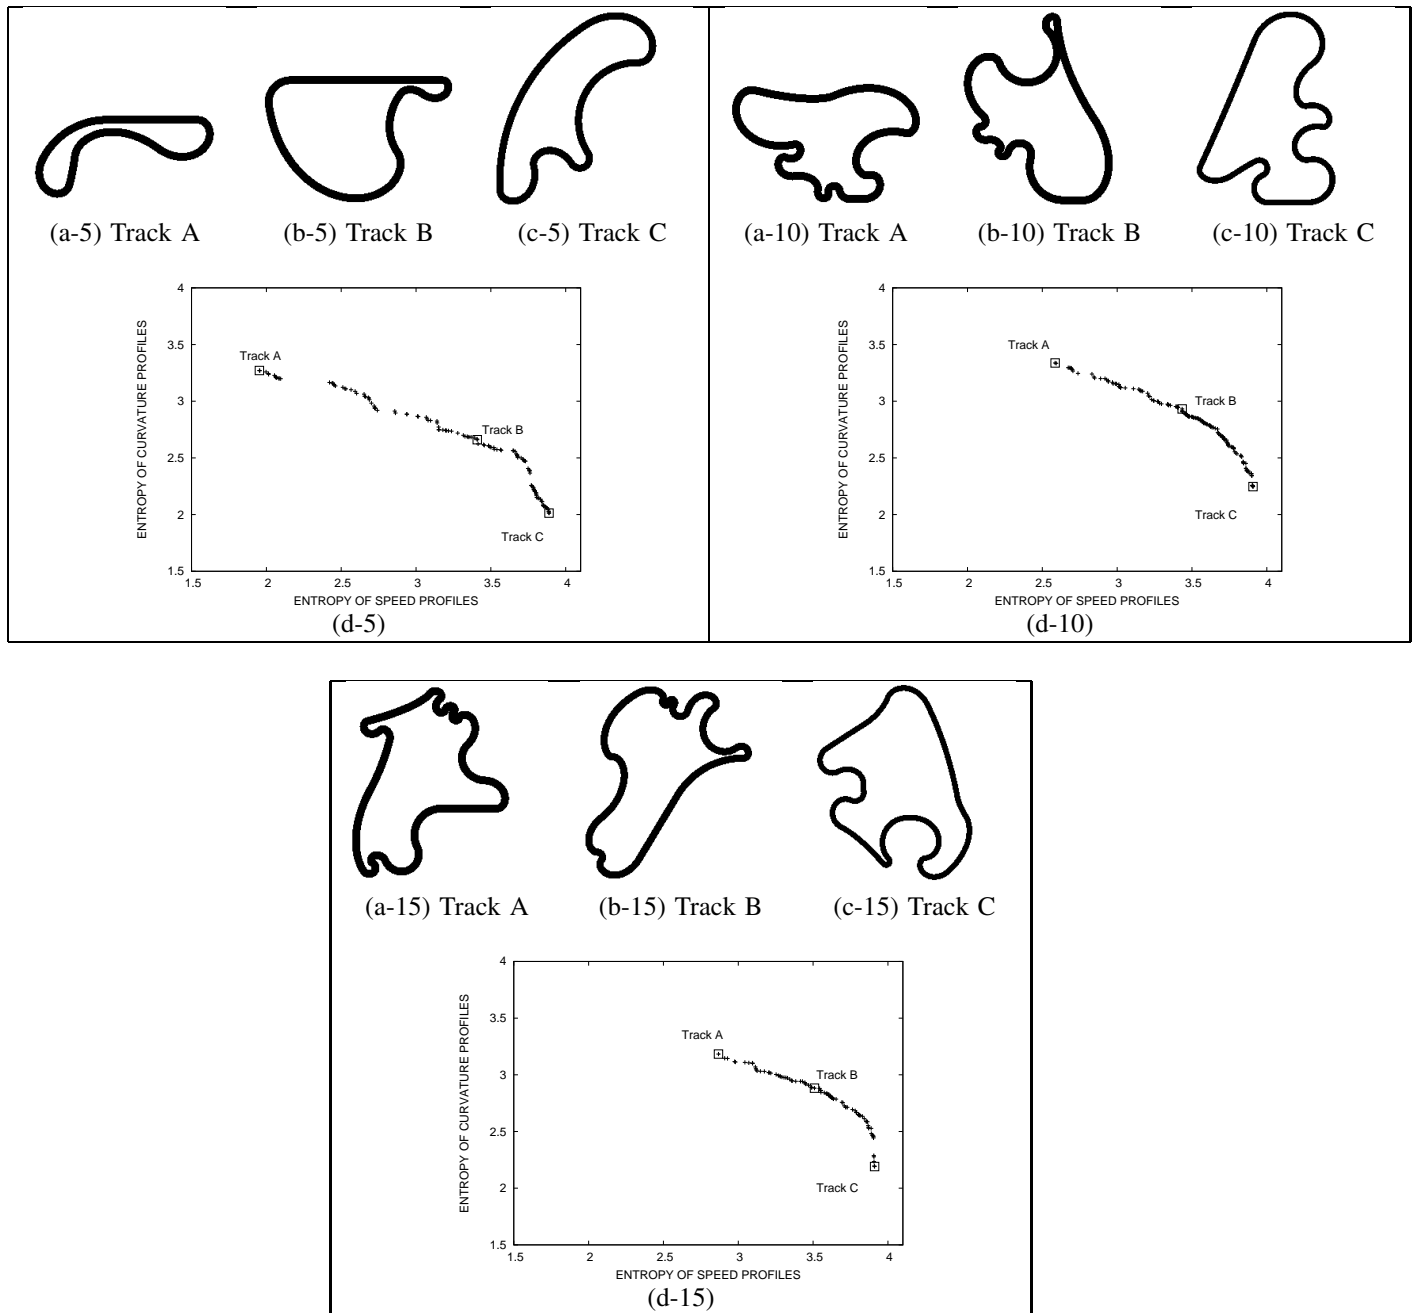 (a-5) Track A
(b-5) Track B
(c-5) Track C
4
3.5
3
2.5
2
1.5
ENTROPY OF CURVATURE PROFILES
Track A
Track B
Track C
1.5 2 2.5 3 3.5 4
ENTROPY OF SPEED PROFILES
(d-5)
(a-10) Track A
(b-10) Track B
(c-10) Track C
4
3.5
3
2.5
2
1.5
ENTROPY OF CURVATURE PROFILES
Track A
Track B
Track C
1.5 2 2.5 3 3.5 4
ENTROPY OF SPEED PROFILES
(d-10)
(a-15) Track A
(b-15) Track B
(c-15) Track C
4
3.5
3
2.5
2
1.5
ENTROPY OF CURVATURE PROFILES
Track A
Track B
Track C
1.5 2 2.5 3 3.5 4
ENTROPY OF SPEED PROFILES
(d-15)